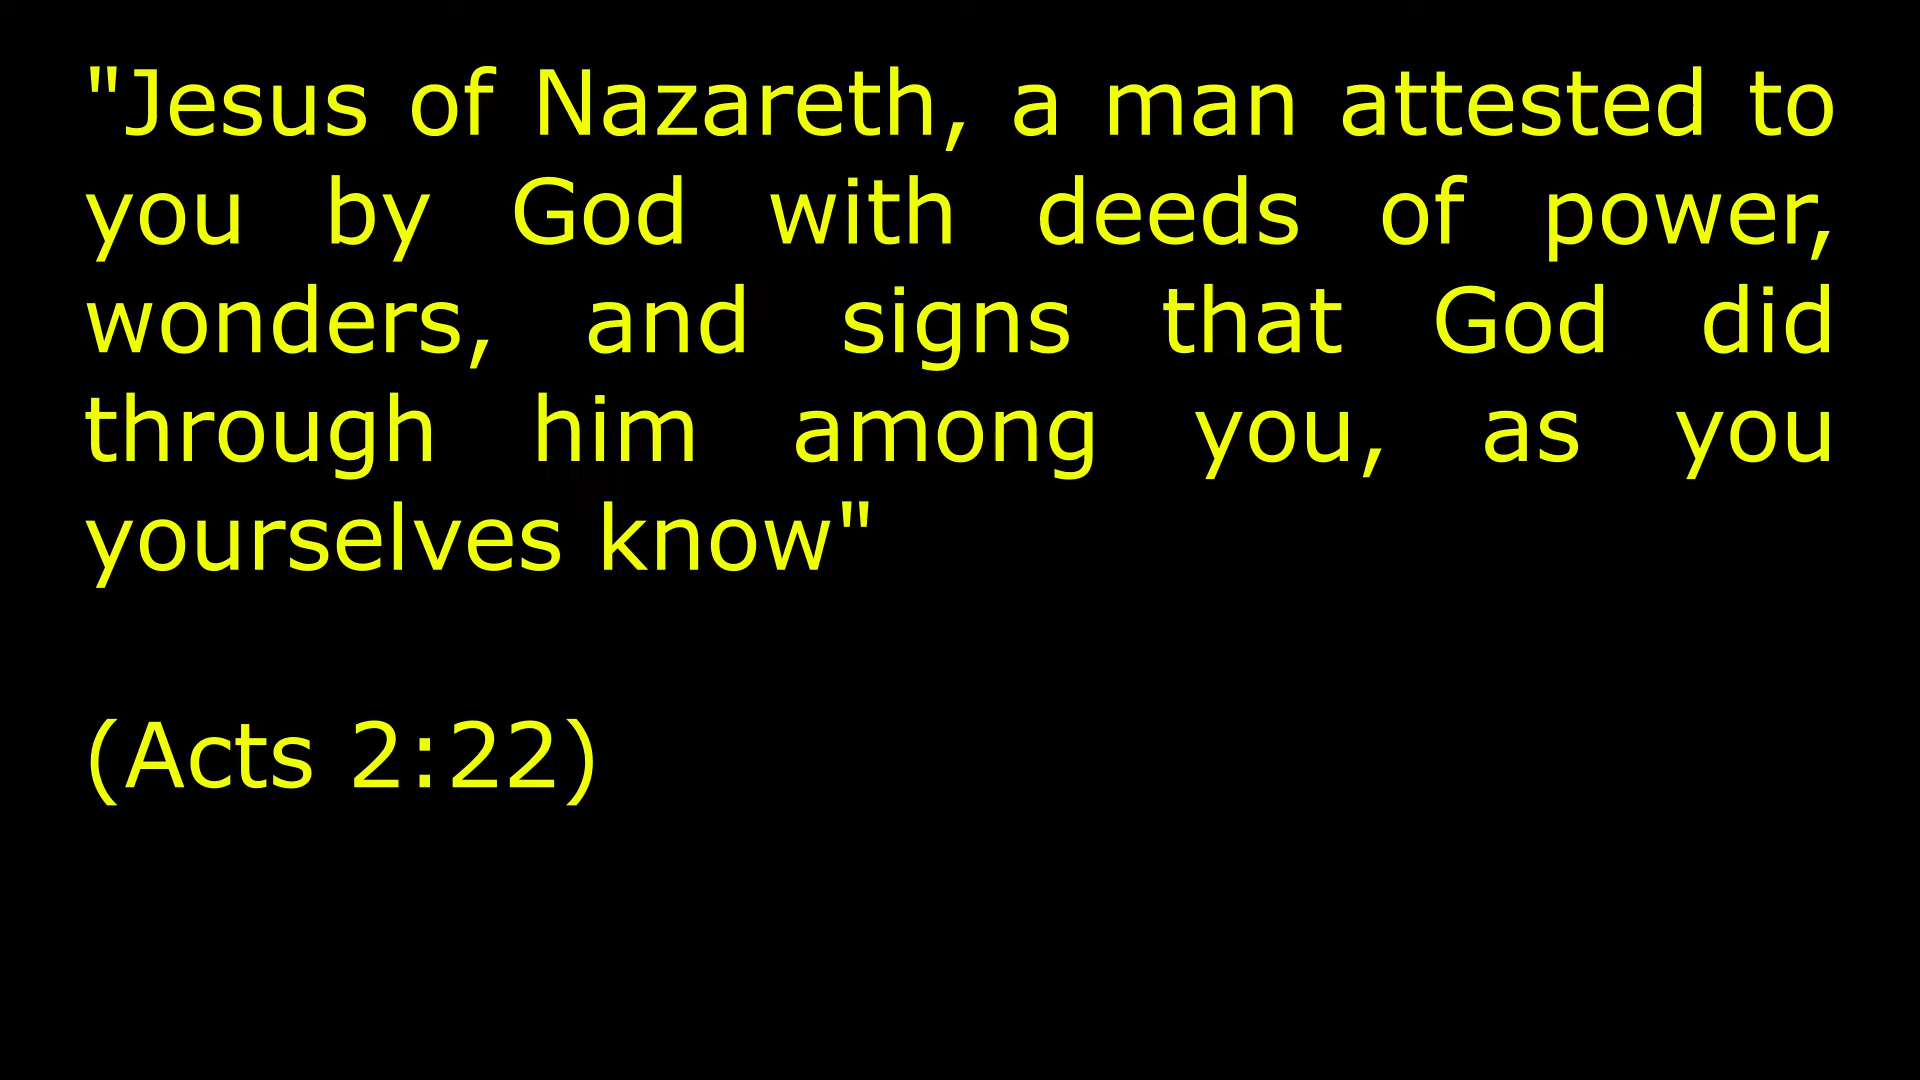 "Jesus of Nazareth, a man attested to
you by God with deeds of power,
wonders, and signs that God did
through him among you, as you
yourselves know"
(Acts 2:22)